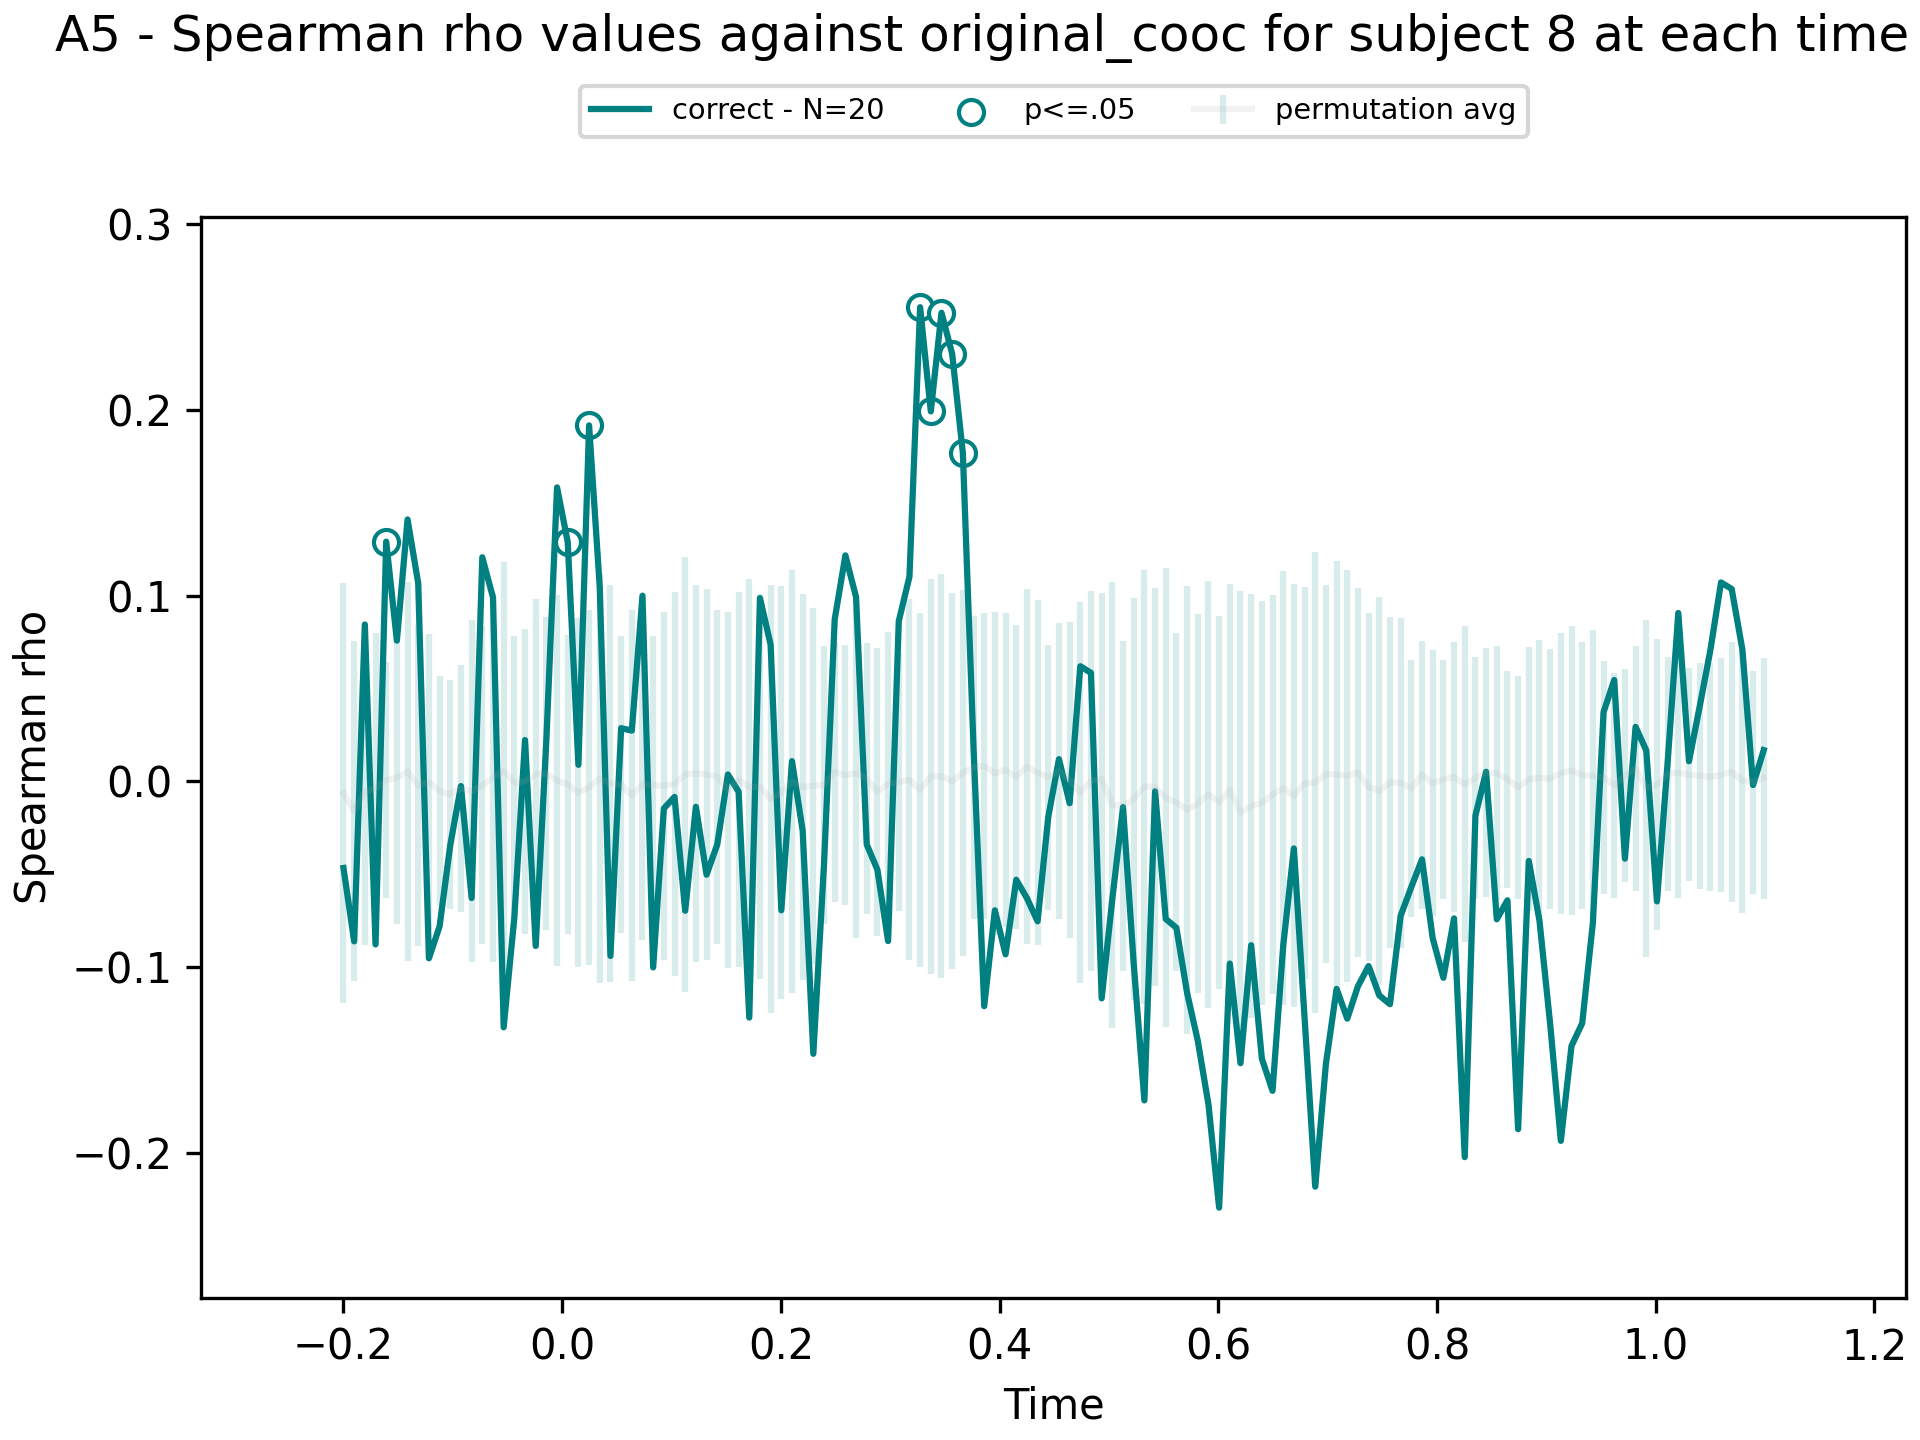 A5 - Spearman rho values against original_cooc for subject 8 at each time
correct - N=20 p<=.05 permutation avg
0.3
0.2
0.1
0.0
−0.1
−0.2
Spearman rho
−0.2 0.0 0.2 0.4 0.6 0.8 1.0 1.2
Time